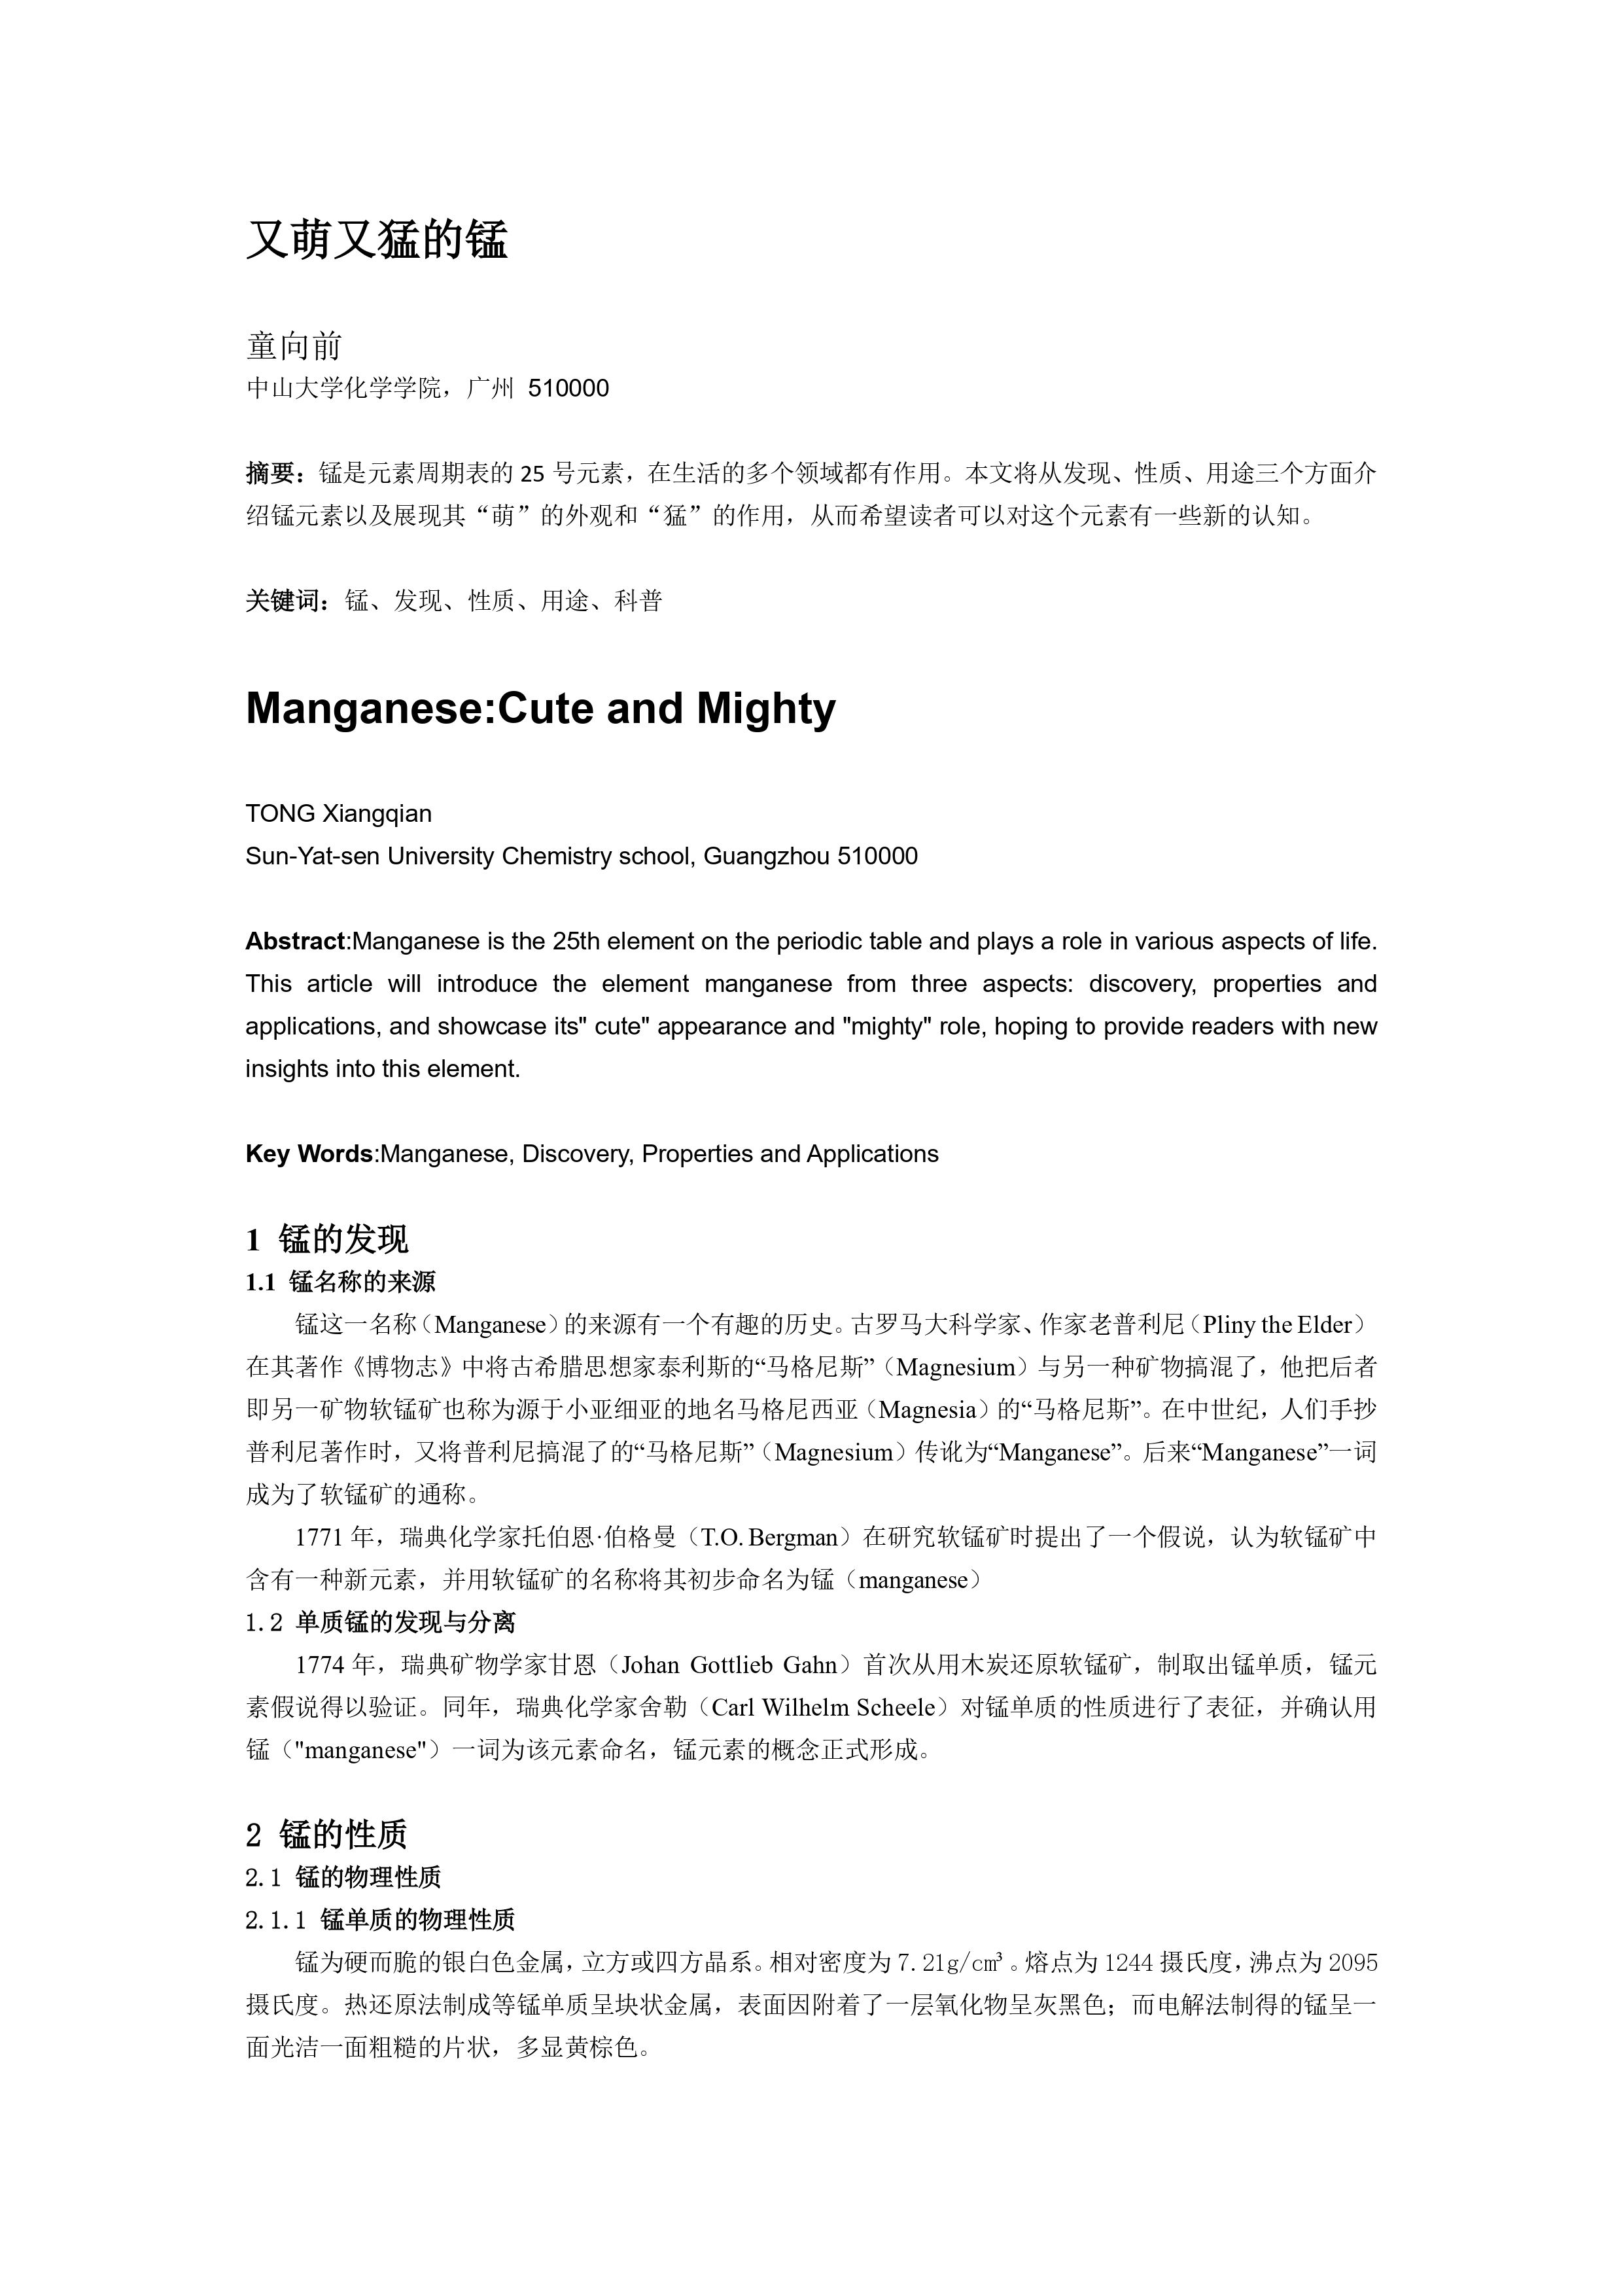 又萌又猛的锰
童向前
中山大学化学学院，广州 510000
摘要：锰是元素周期表的 25 号元素，在生活的多个领域都有作用。本文将从发现、性质、用途三个方面介
绍锰元素以及展现其“萌”的外观和“猛”的作用，从而希望读者可以对这个元素有一些新的认知。
关键词：锰、发现、性质、用途、科普
Manganese:Cute and Mighty
TONG Xiangqian
Sun-Yat-sen University Chemistry school, Guangzhou 510000
Abstract:Manganese is the 25th element on the periodic table and plays a role in various aspects of life.
This article will introduce the element manganese from three aspects: discovery, properties and
applications, and showcase its" cute" appearance and "mighty" role, hoping to provide readers with new
insights into this element.
Key Words:Manganese, Discovery, Properties and Applications
1 锰的发现
1.1 锰名称的来源
锰这一名称（Manganese）的来源有一个有趣的历史。古罗马大科学家、作家老普利尼（Pliny the Elder）
在其著作《博物志》中将古希腊思想家泰利斯的“马格尼斯”（Magnesium）与另一种矿物搞混了，他把后者
即另一矿物软锰矿也称为源于小亚细亚的地名马格尼西亚（Magnesia）的“马格尼斯”。在中世纪，人们手抄
普利尼著作时，又将普利尼搞混了的“马格尼斯”（Magnesium）传讹为“Manganese”。后来“Manganese”一词
成为了软锰矿的通称。
1771 年，瑞典化学家托伯恩·伯格曼（T.O. Bergman）在研究软锰矿时提出了一个假说，认为软锰矿中
含有一种新元素，并用软锰矿的名称将其初步命名为锰（manganese）
1.2 单质锰的发现与分离
1774 年，瑞典矿物学家甘恩（Johan Gottlieb Gahn）首次从用木炭还原软锰矿，制取出锰单质，锰元
素假说得以验证。同年，瑞典化学家舍勒（Carl Wilhelm Scheele）对锰单质的性质进行了表征，并确认用
锰（"manganese"）一词为该元素命名，锰元素的概念正式形成。
2 锰的性质
2.1 锰的物理性质
2.1.1 锰单质的物理性质
锰为硬而脆的银白色金属，立方或四方晶系。相对密度为 7.21g/cm³。熔点为 1244 摄氏度，沸点为 2095
摄氏度。热还原法制成等锰单质呈块状金属，表面因附着了一层氧化物呈灰黑色；而电解法制得的锰呈一
面光洁一面粗糙的片状，多显黄棕色。